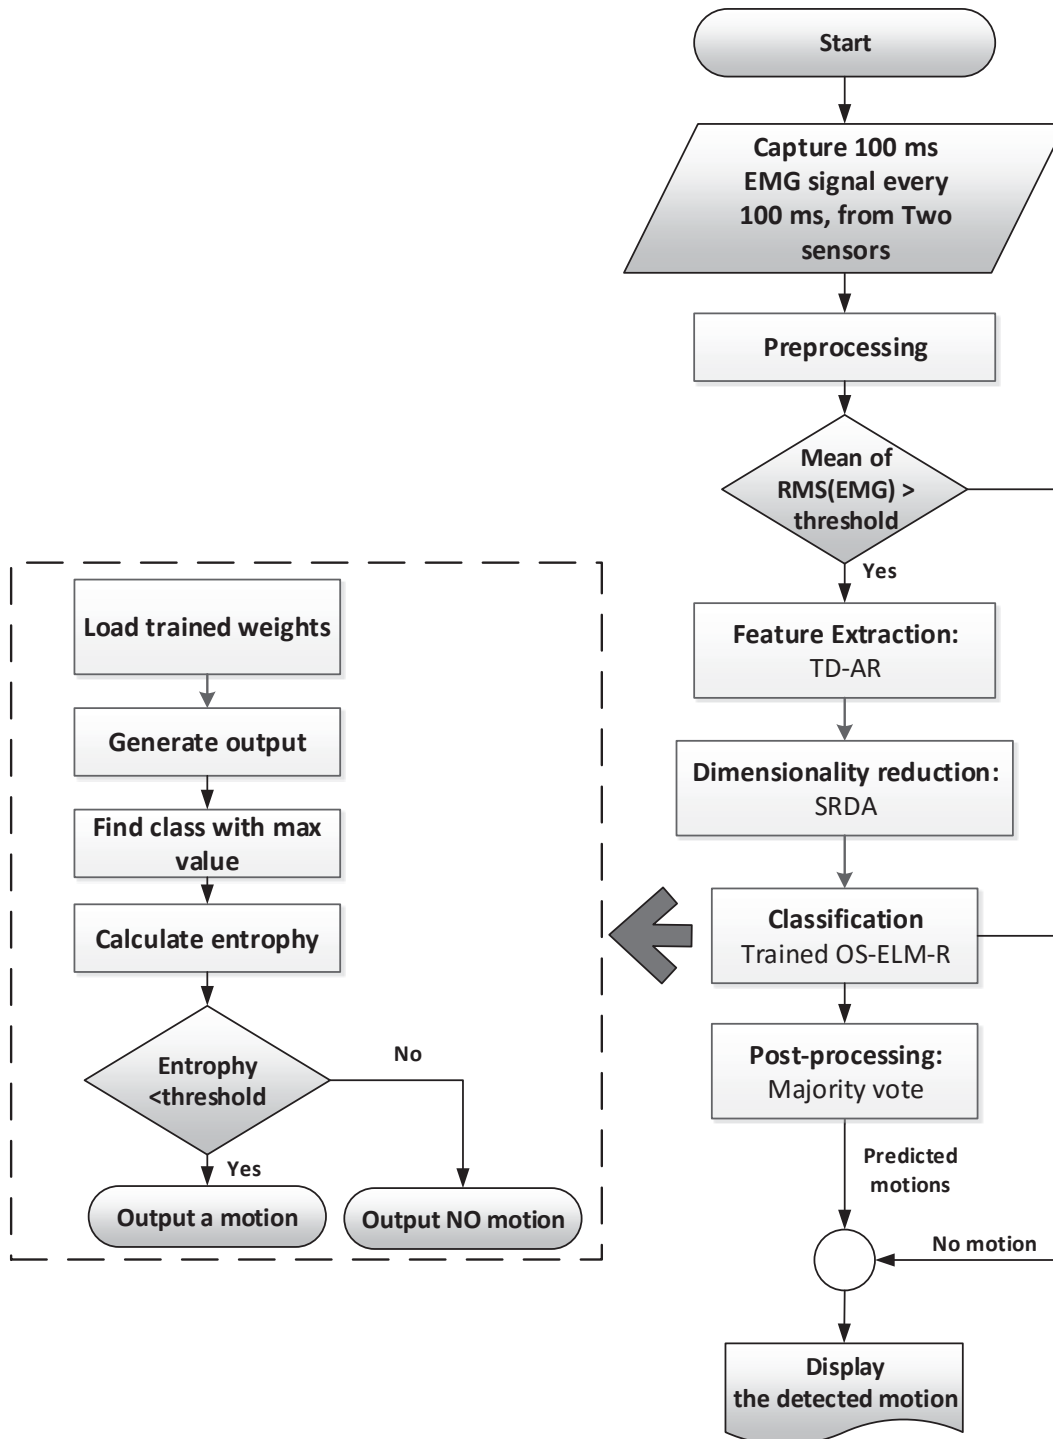 Start
Capture 100 ms
EMG signal every
100 ms, from Two
sensors
Preprocessing
Mean of
RMS(EMG) >
threshold
Yes
Feature Extraction:
TD-AR
Dimensionality reduction:
SRDA
Classification
Trained OS-ELM-R
Post-processing:
Majority vote
Predicted
motions
No motion
Display
the detected motion
Load trained weights
Generate output
Find class with max
value
Calculate entrophy
Entrophy
<threshold
No
Yes
Output a motion
Output NO motion